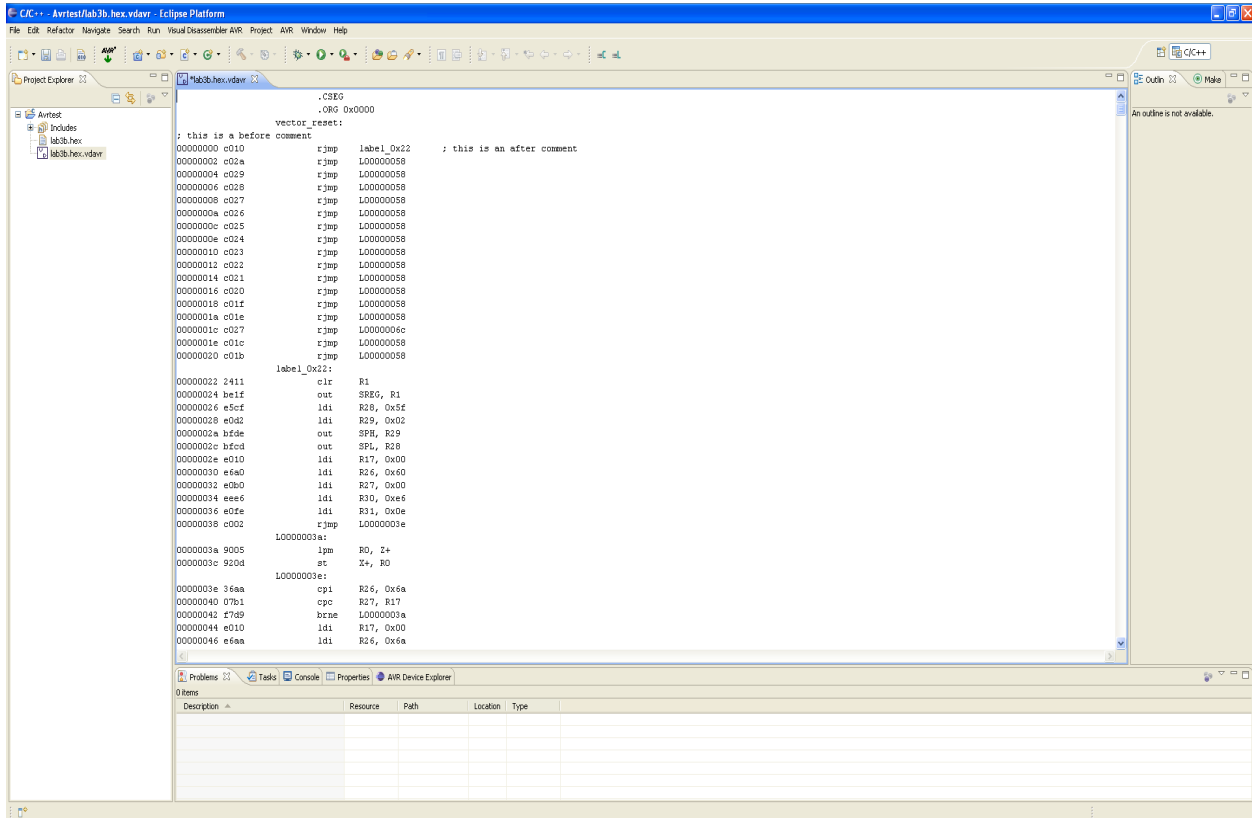 C/C++ - Avrtest/lab3b.hex.vdavr - Eclipse Platform
File Edit Refactor Navigate Search Run Visual Disassembler AVR Project AVR Window Help
C/C++
Project Explorer
*lab3b.hex.vdavr
Outlin
Make
Avrtest
Includes
lab3b.hex
lab3b.hex.vdavr
An outline is not available.
.CSEG
.ORG 0x0000
vector_reset:
; this is a before comment
00000000 c010 rjmp label_0x22 ; this is an after comment
00000002 c02a rjmp L00000058
00000004 c029 rjmp L00000058
00000006 c028 rjmp L00000058
00000008 c027 rjmp L00000058
0000000a c026 rjmp L00000058
0000000c c025 rjmp L00000058
0000000e c024 rjmp L00000058
00000010 c023 rjmp L00000058
00000012 c022 rjmp L00000058
00000014 c021 rjmp L00000058
00000016 c020 rjmp L00000058
00000018 c01f rjmp L00000058
0000001a c01e rjmp L00000058
0000001c c027 rjmp L0000006c
0000001e c01c rjmp L00000058
00000020 c01b rjmp L00000058
label_0x22:
00000022 2411 clr R1
00000024 be1f out SREG, R1
00000026 e5cf ldi R28, 0x5f
00000028 e0d2 ldi R29, 0x02
0000002a bfde out SPH, R29
0000002c bfcd out SPL, R28
0000002e e010 ldi R17, 0x00
00000030 e6a0 ldi R26, 0x60
00000032 e0b0 ldi R27, 0x00
00000034 eee6 ldi R30, 0xe6
00000036 e0fe ldi R31, 0x0e
00000038 c002 rjmp L0000003e
L0000003a:
0000003a 9005 lpm R0, Z+
0000003c 920d st X+, R0
L0000003e:
0000003e 36aa cpi R26, 0x6a
00000040 07b1 cpc R27, R17
00000042 f7d9 brne L0000003a
00000044 e010 ldi R17, 0x00
00000046 e6aa ldi R26, 0x6a
Problems Tasks Console Properties AVR Device Explorer
0 items
Description Resource Path Location Type